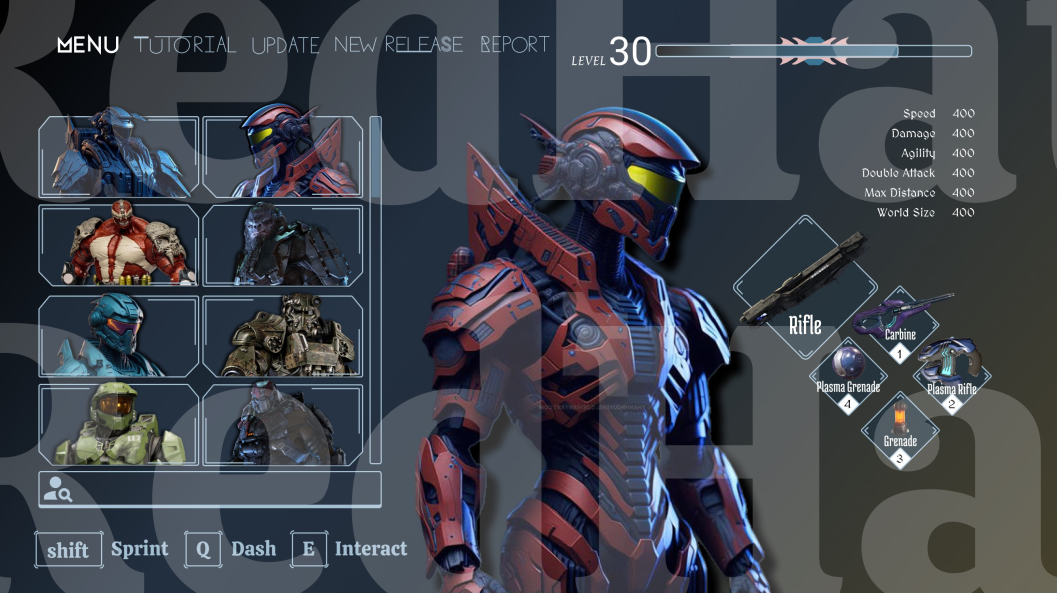 RedHat
RedHat
MENU TUTORIAL UPDATE NEW RELEASE REPORT
LEVEL 30
Speed 400
Damage 400
Agility 400
Double Attack 400
Max Distance 400
World Size 400
Rifle
Carbine
1
Plasma Grenade
4
Plasma Rifle
2
Grenade
3
shift Sprint Q Dash E Interact